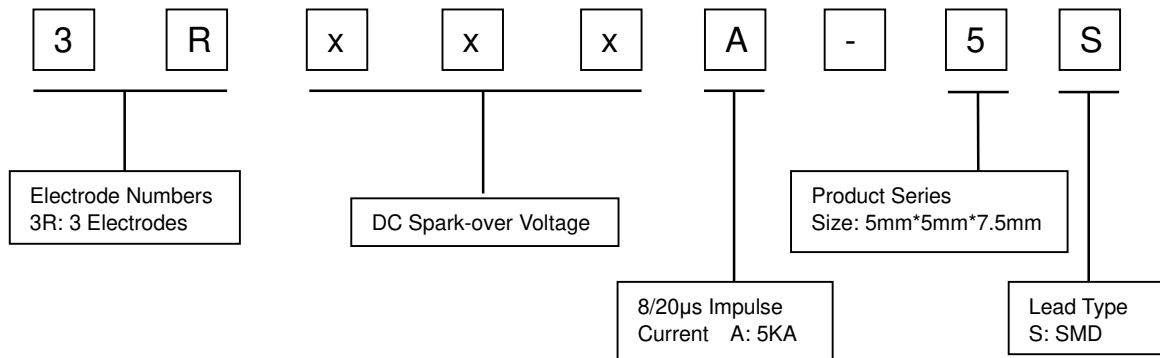 3 R x x x A - 5 S
Electrode Numbers
3R: 3 Electrodes
DC Spark-over Voltage
Product Series
Size: 5mm*5mm*7.5mm
8/20µs Impulse
Current A: 5KA
Lead Type
S: SMD